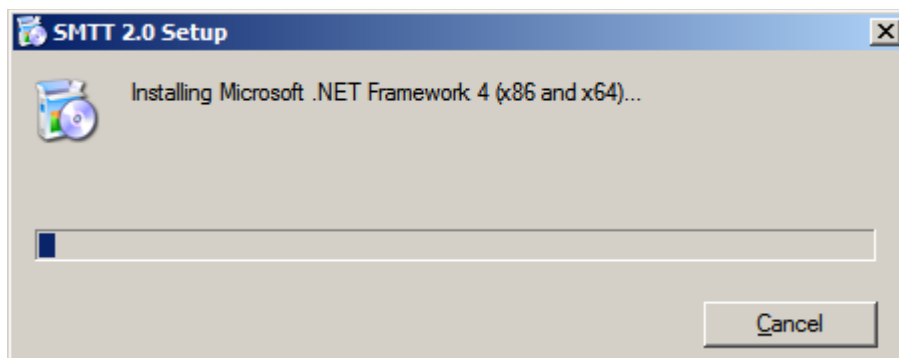 SMTT 2.0 Setup
Installing Microsoft .NET Framework 4 (x86 and x64)...
Cancel